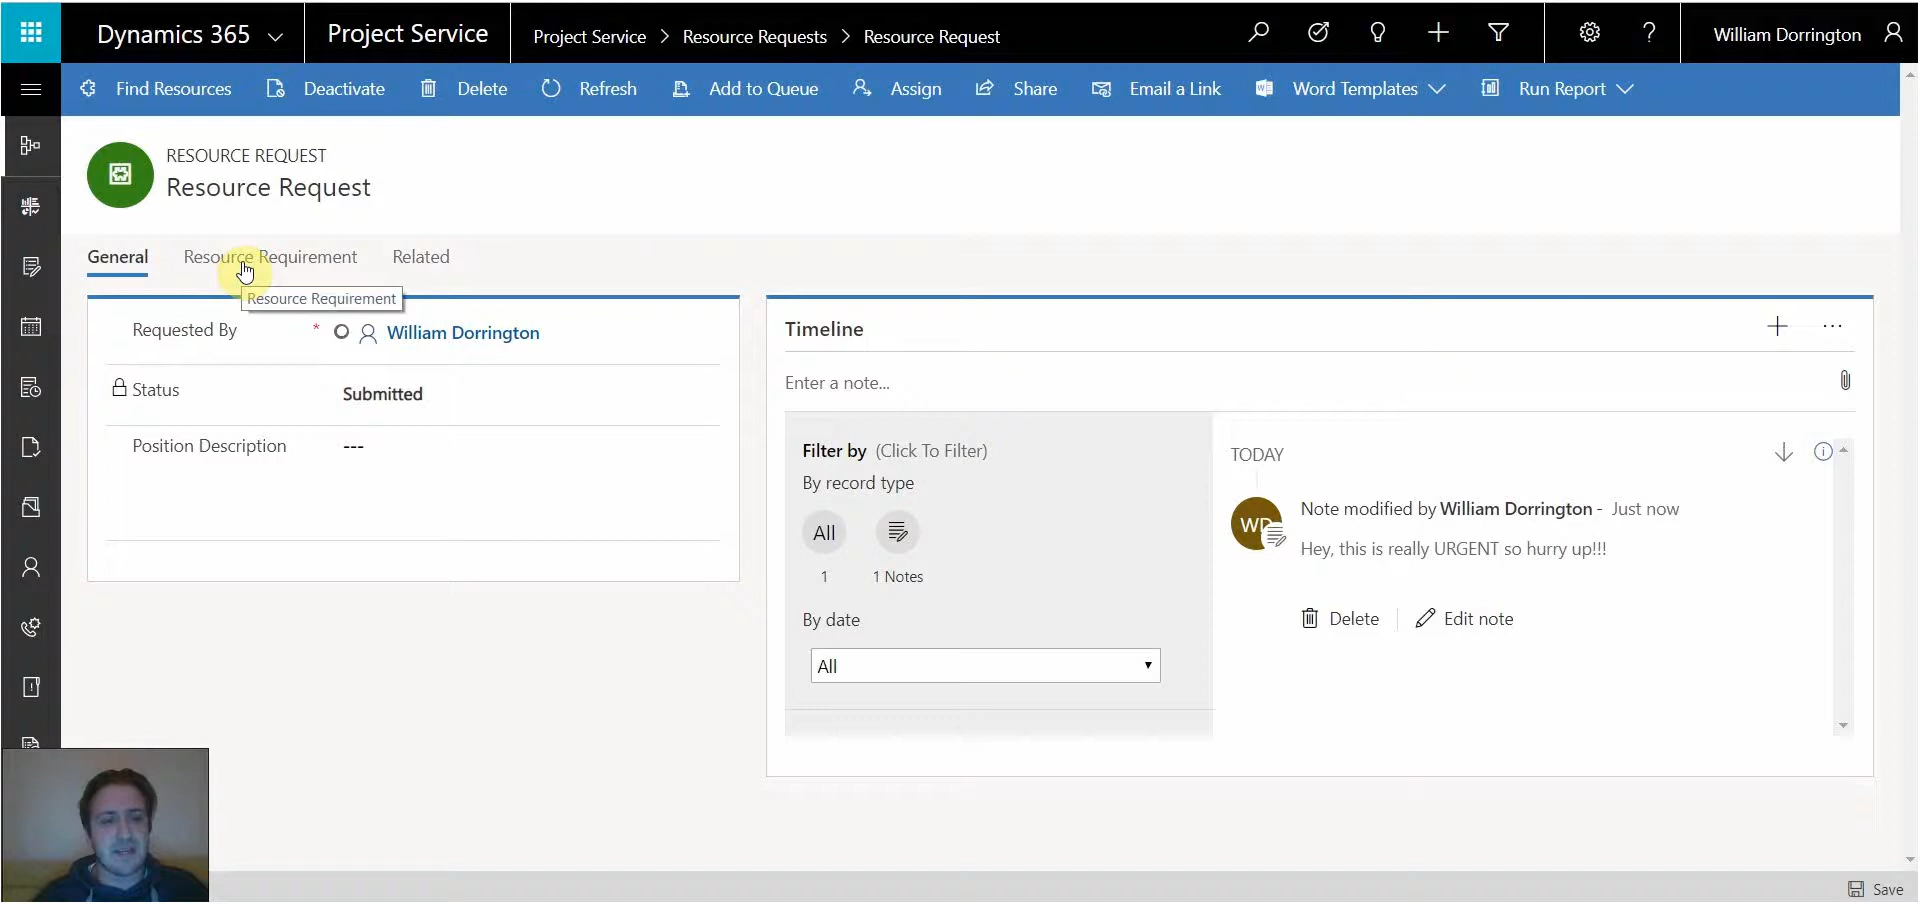 Dynamics 365 Project Service Project Service > Resource Requests > Resource Request William Dorrington
Find Resources Deactivate Delete Refresh Add to Queue Assign Share Email a Link Word Templates Run Report
RESOURCE REQUEST
Resource Request
General Resource Requirement Related
Resource Requirement
Requested By * William Dorrington
Status Submitted
Position Description ---
Timeline
Enter a note...
Filter by (Click To Filter)
By record type
All
1 1 Notes
By date
All
TODAY
WD
Note modified by William Dorrington - Just now
Hey, this is really URGENT so hurry up!!!
Delete Edit note
Save